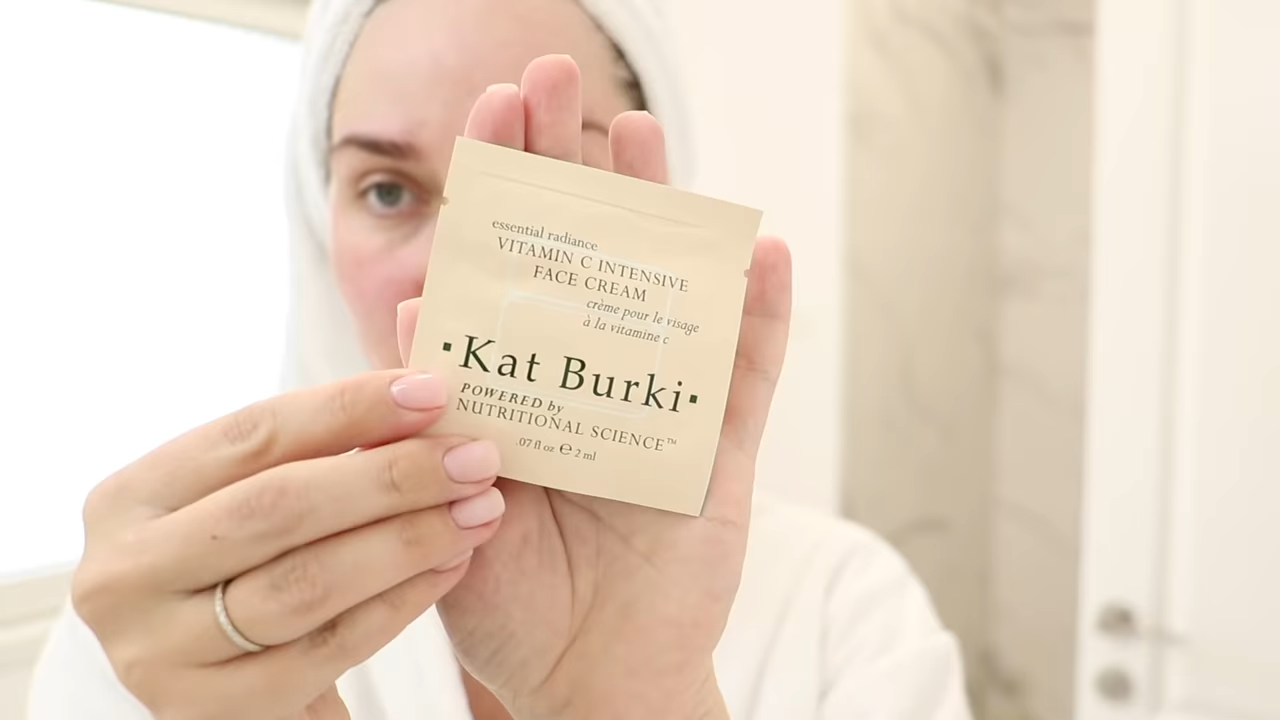 essential radiance
VITAMIN C INTENSIVE
FACE CREAM
crème pour le visage
à la vitamine c
·Kat Burki·
POWERED by
NUTRITIONAL SCIENCE™
.07 fl oz ℮ 2 ml